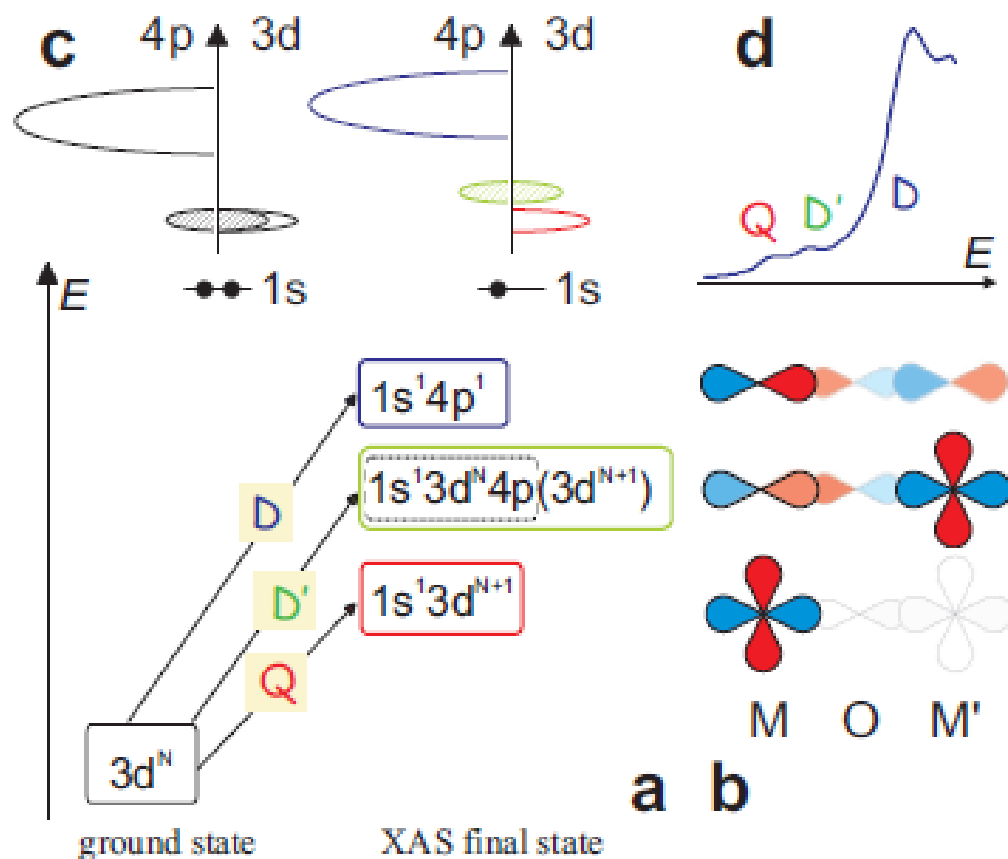 c 4p 3d 4p 3d d
Q D' D
E
1s 1s
E
1s¹4p¹
1s¹3dᴺ4p(3dᴺ⁺¹)
D
1s¹3dᴺ⁺¹
D'
Q
M O M'
3dᴺ
a b
ground state XAS final state